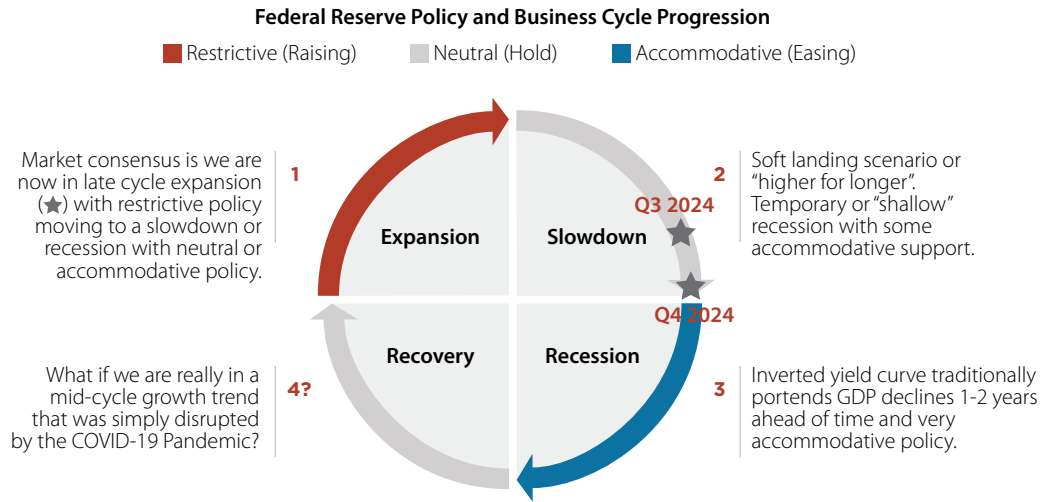 Federal Reserve Policy and Business Cycle Progression
Restrictive (Raising)
Neutral (Hold)
Accommodative (Easing)
1
Market consensus is we are
now in late cycle expansion
(★) with restrictive policy
moving to a slowdown or
recession with neutral or
accommodative policy.
2
Soft landing scenario or
“higher for longer”.
Temporary or “shallow”
recession with some
accommodative support.
Expansion
Slowdown
Q3 2024
Q4 2024
Recovery
Recession
4?
What if we are really in a
mid-cycle growth trend
that was simply disrupted
by the COVID-19 Pandemic?
3
Inverted yield curve traditionally
portends GDP declines 1-2 years
ahead of time and very
accommodative policy.